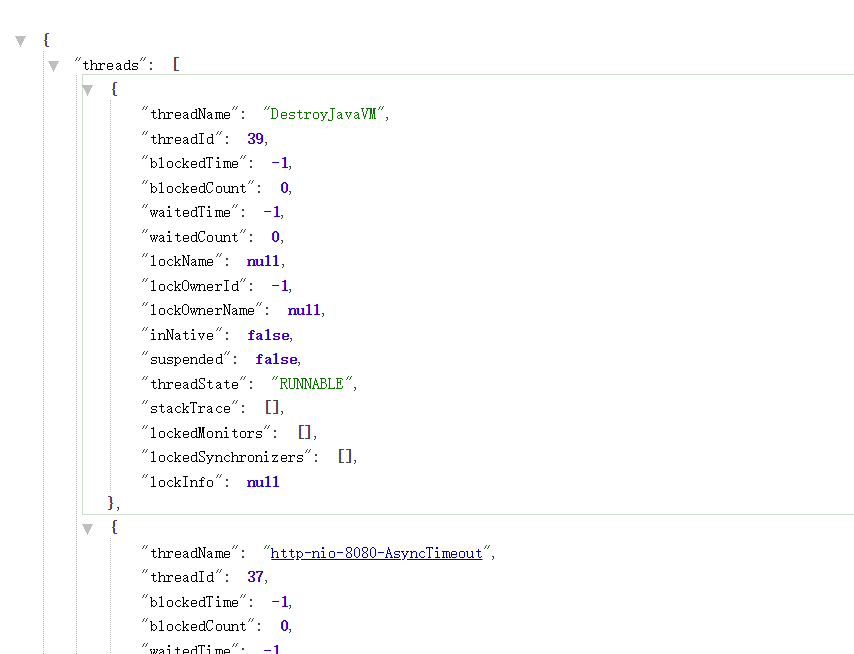 {
"threads": [
{
"threadName": "DestroyJavaVM",
"threadId": 39,
"blockedTime": -1,
"blockedCount": 0,
"waitedTime": -1,
"waitedCount": 0,
"lockName": null,
"lockOwnerId": -1,
"lockOwnerName": null,
"inNative": false,
"suspended": false,
"threadState": "RUNNABLE",
"stackTrace": [],
"lockedMonitors": [],
"lockedSynchronizers": [],
"lockInfo": null
},
{
"threadName": "http-nio-8080-AsyncTimeout",
"threadId": 37,
"blockedTime": -1,
"blockedCount": 0,
"waitedTime": -1